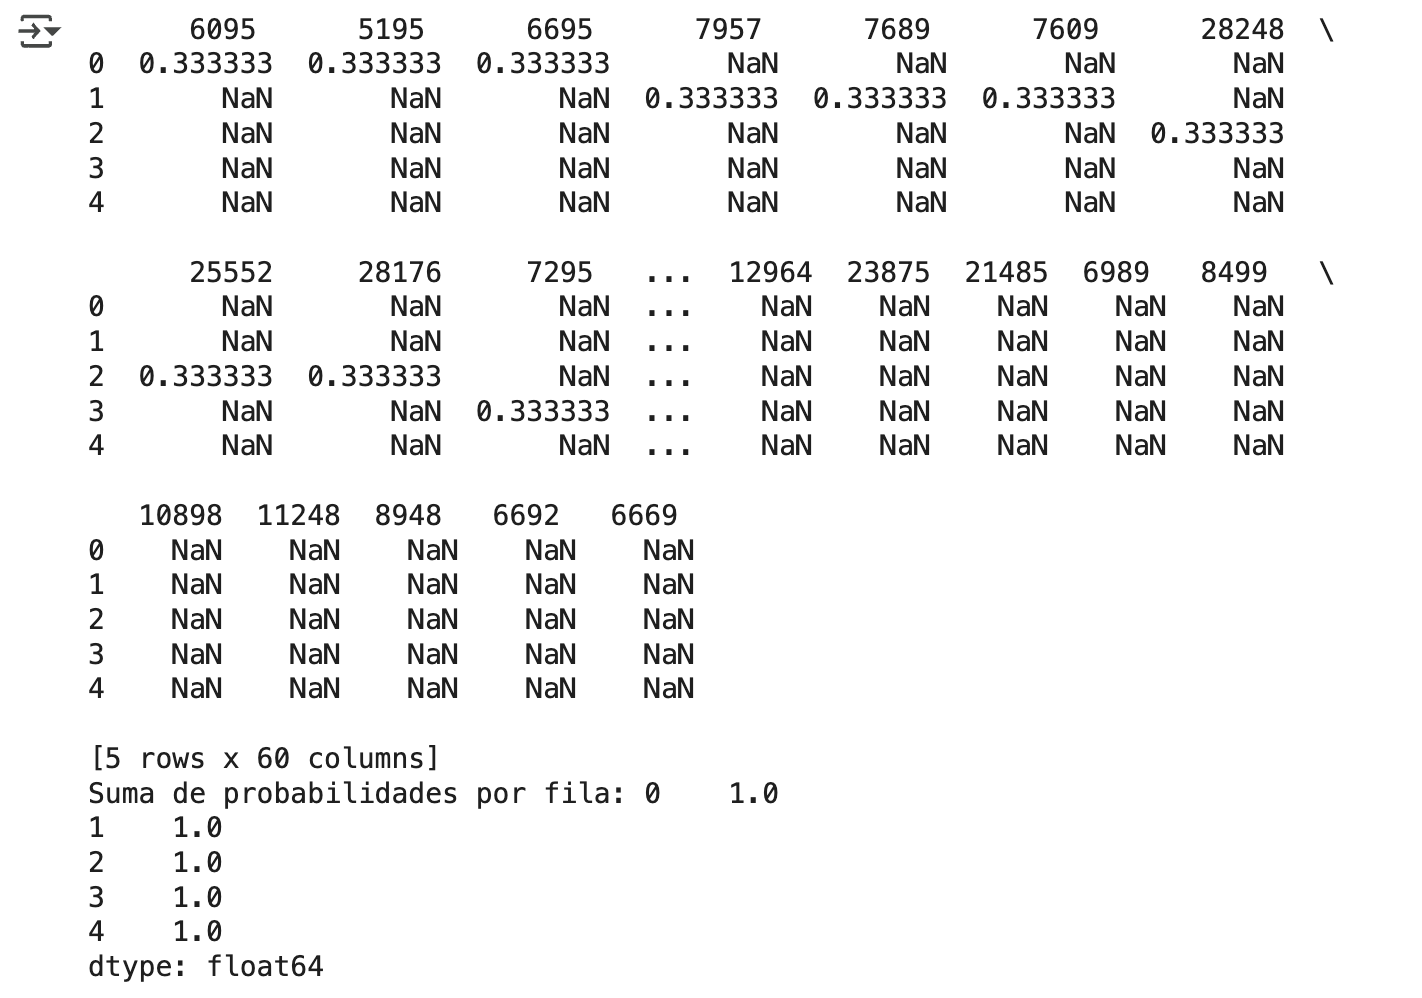 6095 5195 6695 7957 7689 7609 28248 \
0 0.333333 0.333333 0.333333 NaN NaN NaN NaN
1 NaN NaN NaN 0.333333 0.333333 0.333333 NaN
2 NaN NaN NaN NaN NaN NaN 0.333333
3 NaN NaN NaN NaN NaN NaN NaN
4 NaN NaN NaN NaN NaN NaN NaN
25552 28176 7295 ... 12964 23875 21485 6989 8499 \
0 NaN NaN NaN ... NaN NaN NaN NaN NaN
1 NaN NaN NaN ... NaN NaN NaN NaN NaN
2 0.333333 0.333333 NaN ... NaN NaN NaN NaN NaN
3 NaN NaN 0.333333 ... NaN NaN NaN NaN NaN
4 NaN NaN NaN ... NaN NaN NaN NaN NaN
10898 11248 8948 6692 6669
0 NaN NaN NaN NaN NaN
1 NaN NaN NaN NaN NaN
2 NaN NaN NaN NaN NaN
3 NaN NaN NaN NaN NaN
4 NaN NaN NaN NaN NaN
[5 rows x 60 columns]
Suma de probabilidades por fila: 0 1.0
1 1.0
2 1.0
3 1.0
4 1.0
dtype: float64